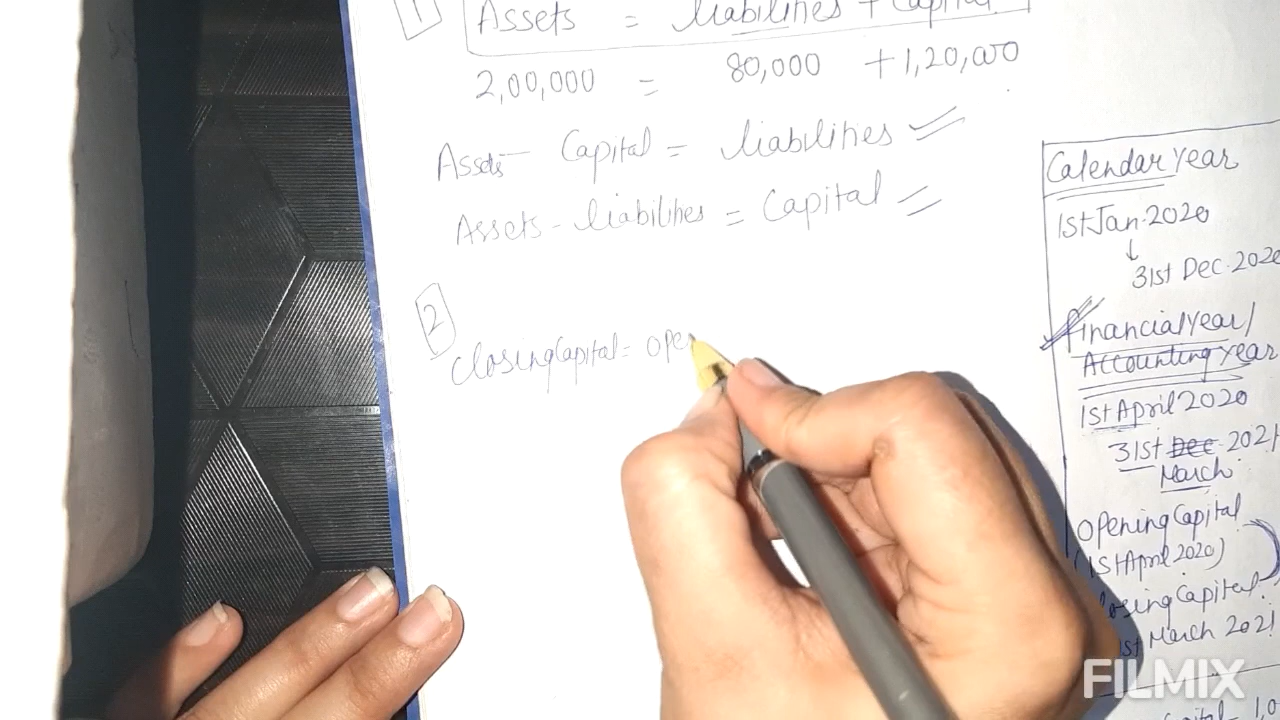 1
Assets = liabilities + Capital
2,00,000 = 80,000 + 1,20,000
Assets - Capital = liabilities
Assets - liabilities = Capital
2
Closing Capital = ope
Calendar Year
1st Jan. 2020
↓
31st Dec. 2020
Financial Year/
Accounting Year
1st April 2020
31st Dec 2021
March
Opening Capital
(1st April 2020)
losing Capital
1st March 2021
FILMIX